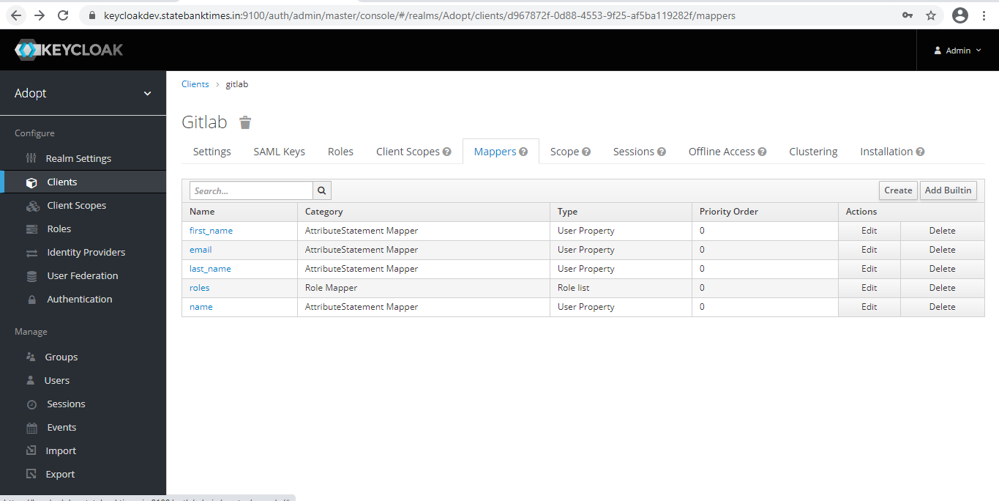 keycloakdev.statebanktimes.in:9100/auth/admin/master/console/#/realms/Adopt/clients/d967872f-0d88-4553-9f25-af5ba119282f/mappers
KEYCLOAK
Admin
Adopt
Configure
Realm Settings
Clients
Client Scopes
Roles
Identity Providers
User Federation
Authentication
Manage
Groups
Users
Sessions
Events
Import
Export
Clients > gitlab
Gitlab
Settings SAML Keys Roles Client Scopes Mappers Scope Sessions Offline Access Clustering Installation
Search... Create Add Builtin
Name Category Type Priority Order Actions
first_name AttributeStatement Mapper User Property 0 Edit Delete
email AttributeStatement Mapper User Property 0 Edit Delete
last_name AttributeStatement Mapper User Property 0 Edit Delete
roles Role Mapper Role list 0 Edit Delete
name AttributeStatement Mapper User Property 0 Edit Delete